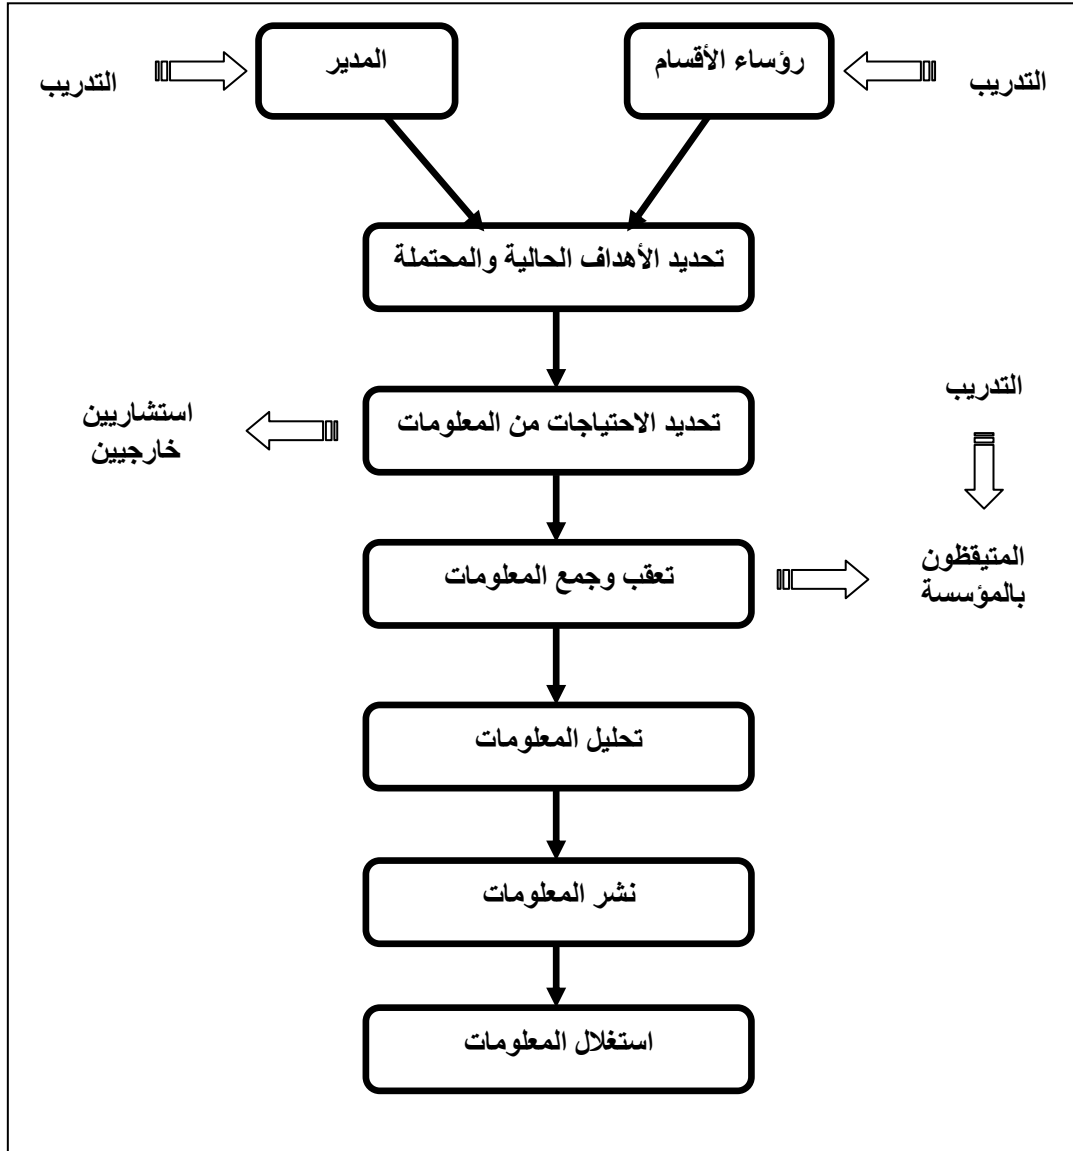 رؤساء الأقسام
المدير
التدريب
التدريب
تحديد الأهداف الحالية والمحتملة
التدريب
تحديد الاحتياجات من المعلومات
استشاريين
خارجيين
المتيقظون
بالمؤسسة
تعقب وجمع المعلومات
تحليل المعلومات
نشر المعلومات
استغلال المعلومات